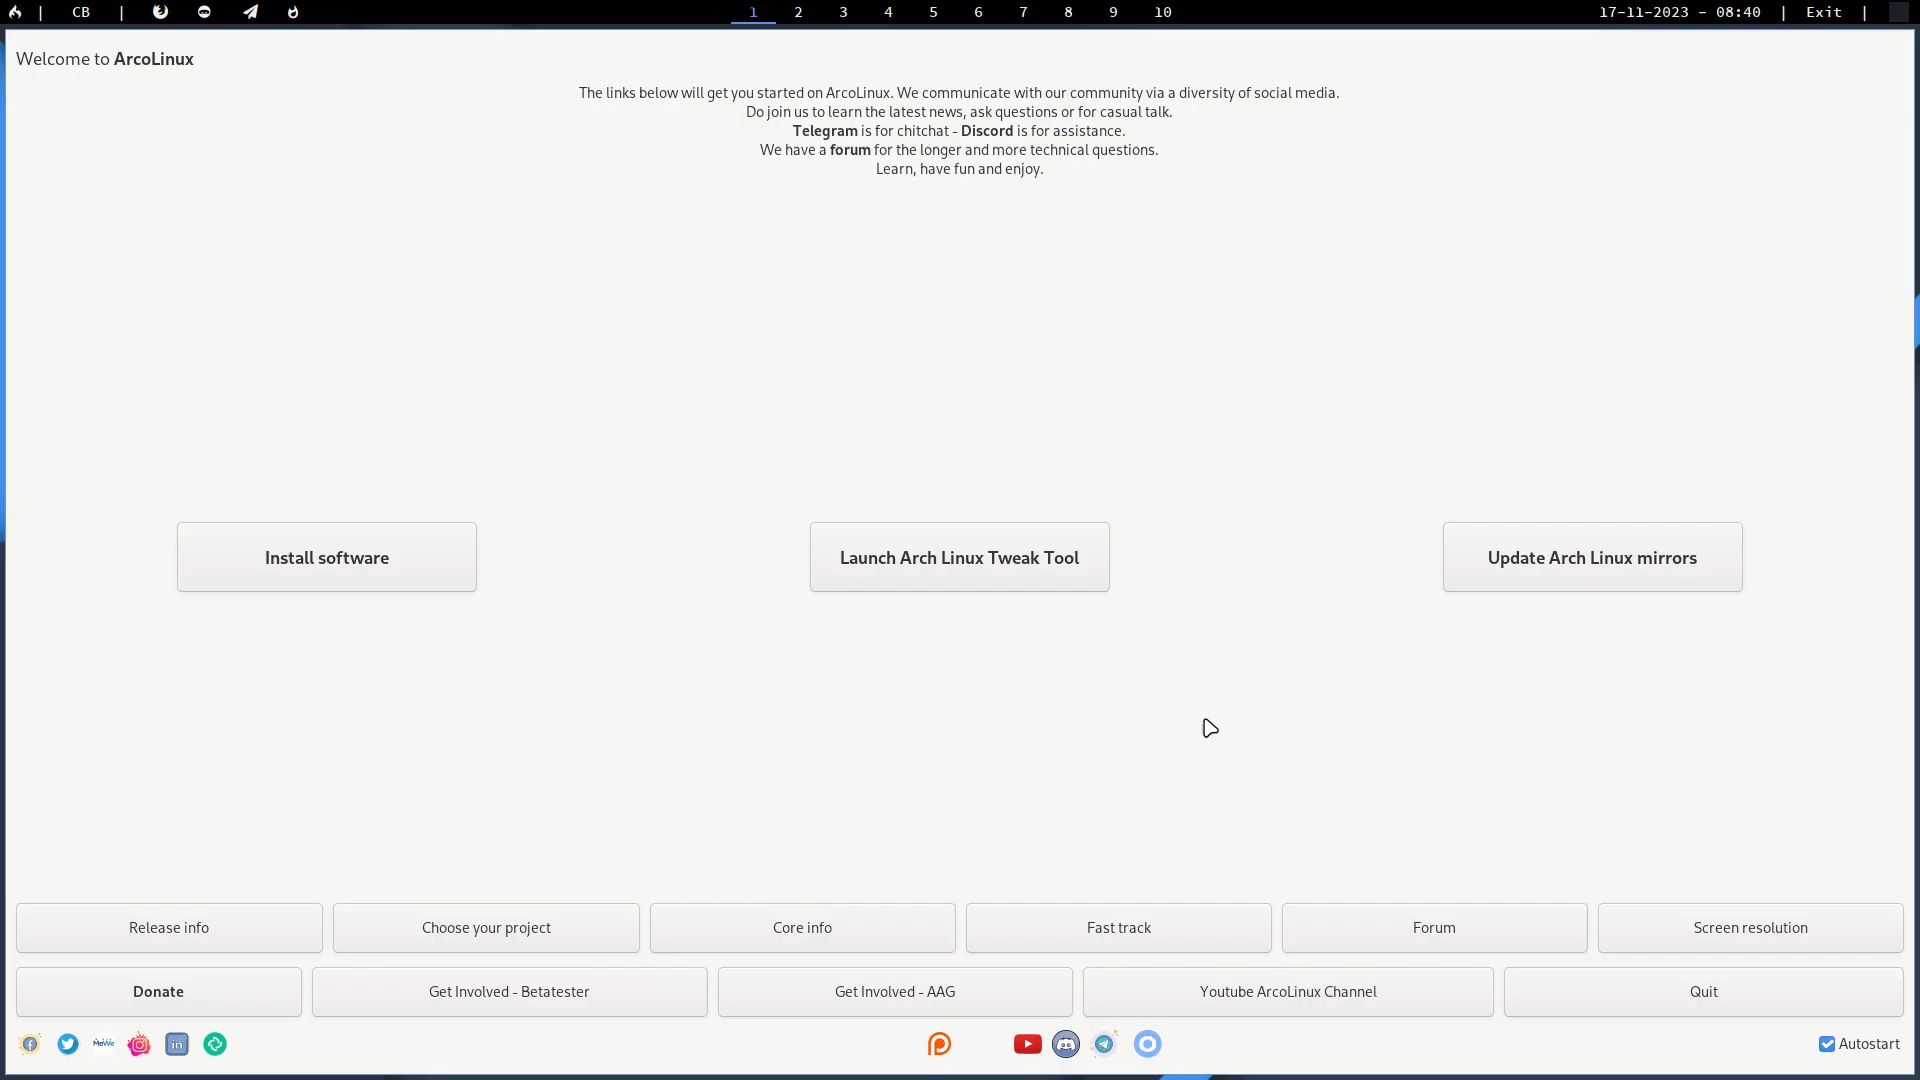 | CB |
1 2 3 4 5 6 7 8 9 10
17-11-2023 - 08:40 | Exit |
Welcome to ArcoLinux
The links below will get you started on ArcoLinux. We communicate with our community via a diversity of social media.
Do join us to learn the latest news, ask questions or for casual talk.
Telegram is for chitchat - Discord is for assistance.
We have a forum for the longer and more technical questions.
Learn, have fun and enjoy.
Install software
Launch Arch Linux Tweak Tool
Update Arch Linux mirrors
Release info
Choose your project
Core info
Fast track
Forum
Screen resolution
Donate
Get Involved - Betatester
Get Involved - AAG
Youtube ArcoLinux Channel
Quit
MeWe
in
Autostart